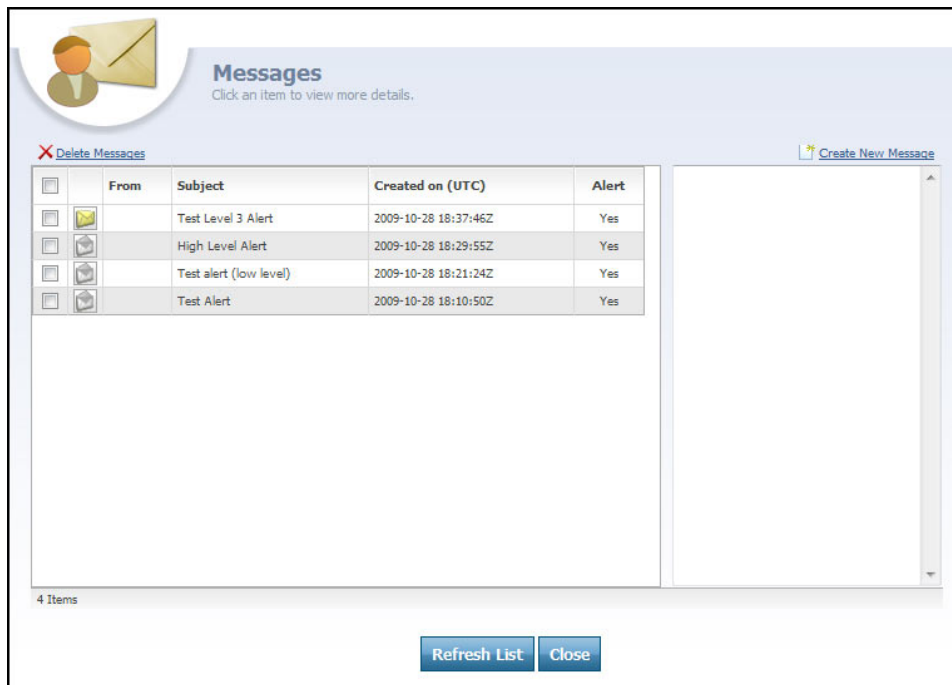 Messages
Click an item to view more details.
Delete Messages
Create New Message
From Subject Created on (UTC) Alert
Test Level 3 Alert 2009-10-28 18:37:46Z Yes
High Level Alert 2009-10-28 18:29:55Z Yes
Test alert (low level) 2009-10-28 18:21:24Z Yes
Test Alert 2009-10-28 18:10:50Z Yes
4 Items
Refresh List Close